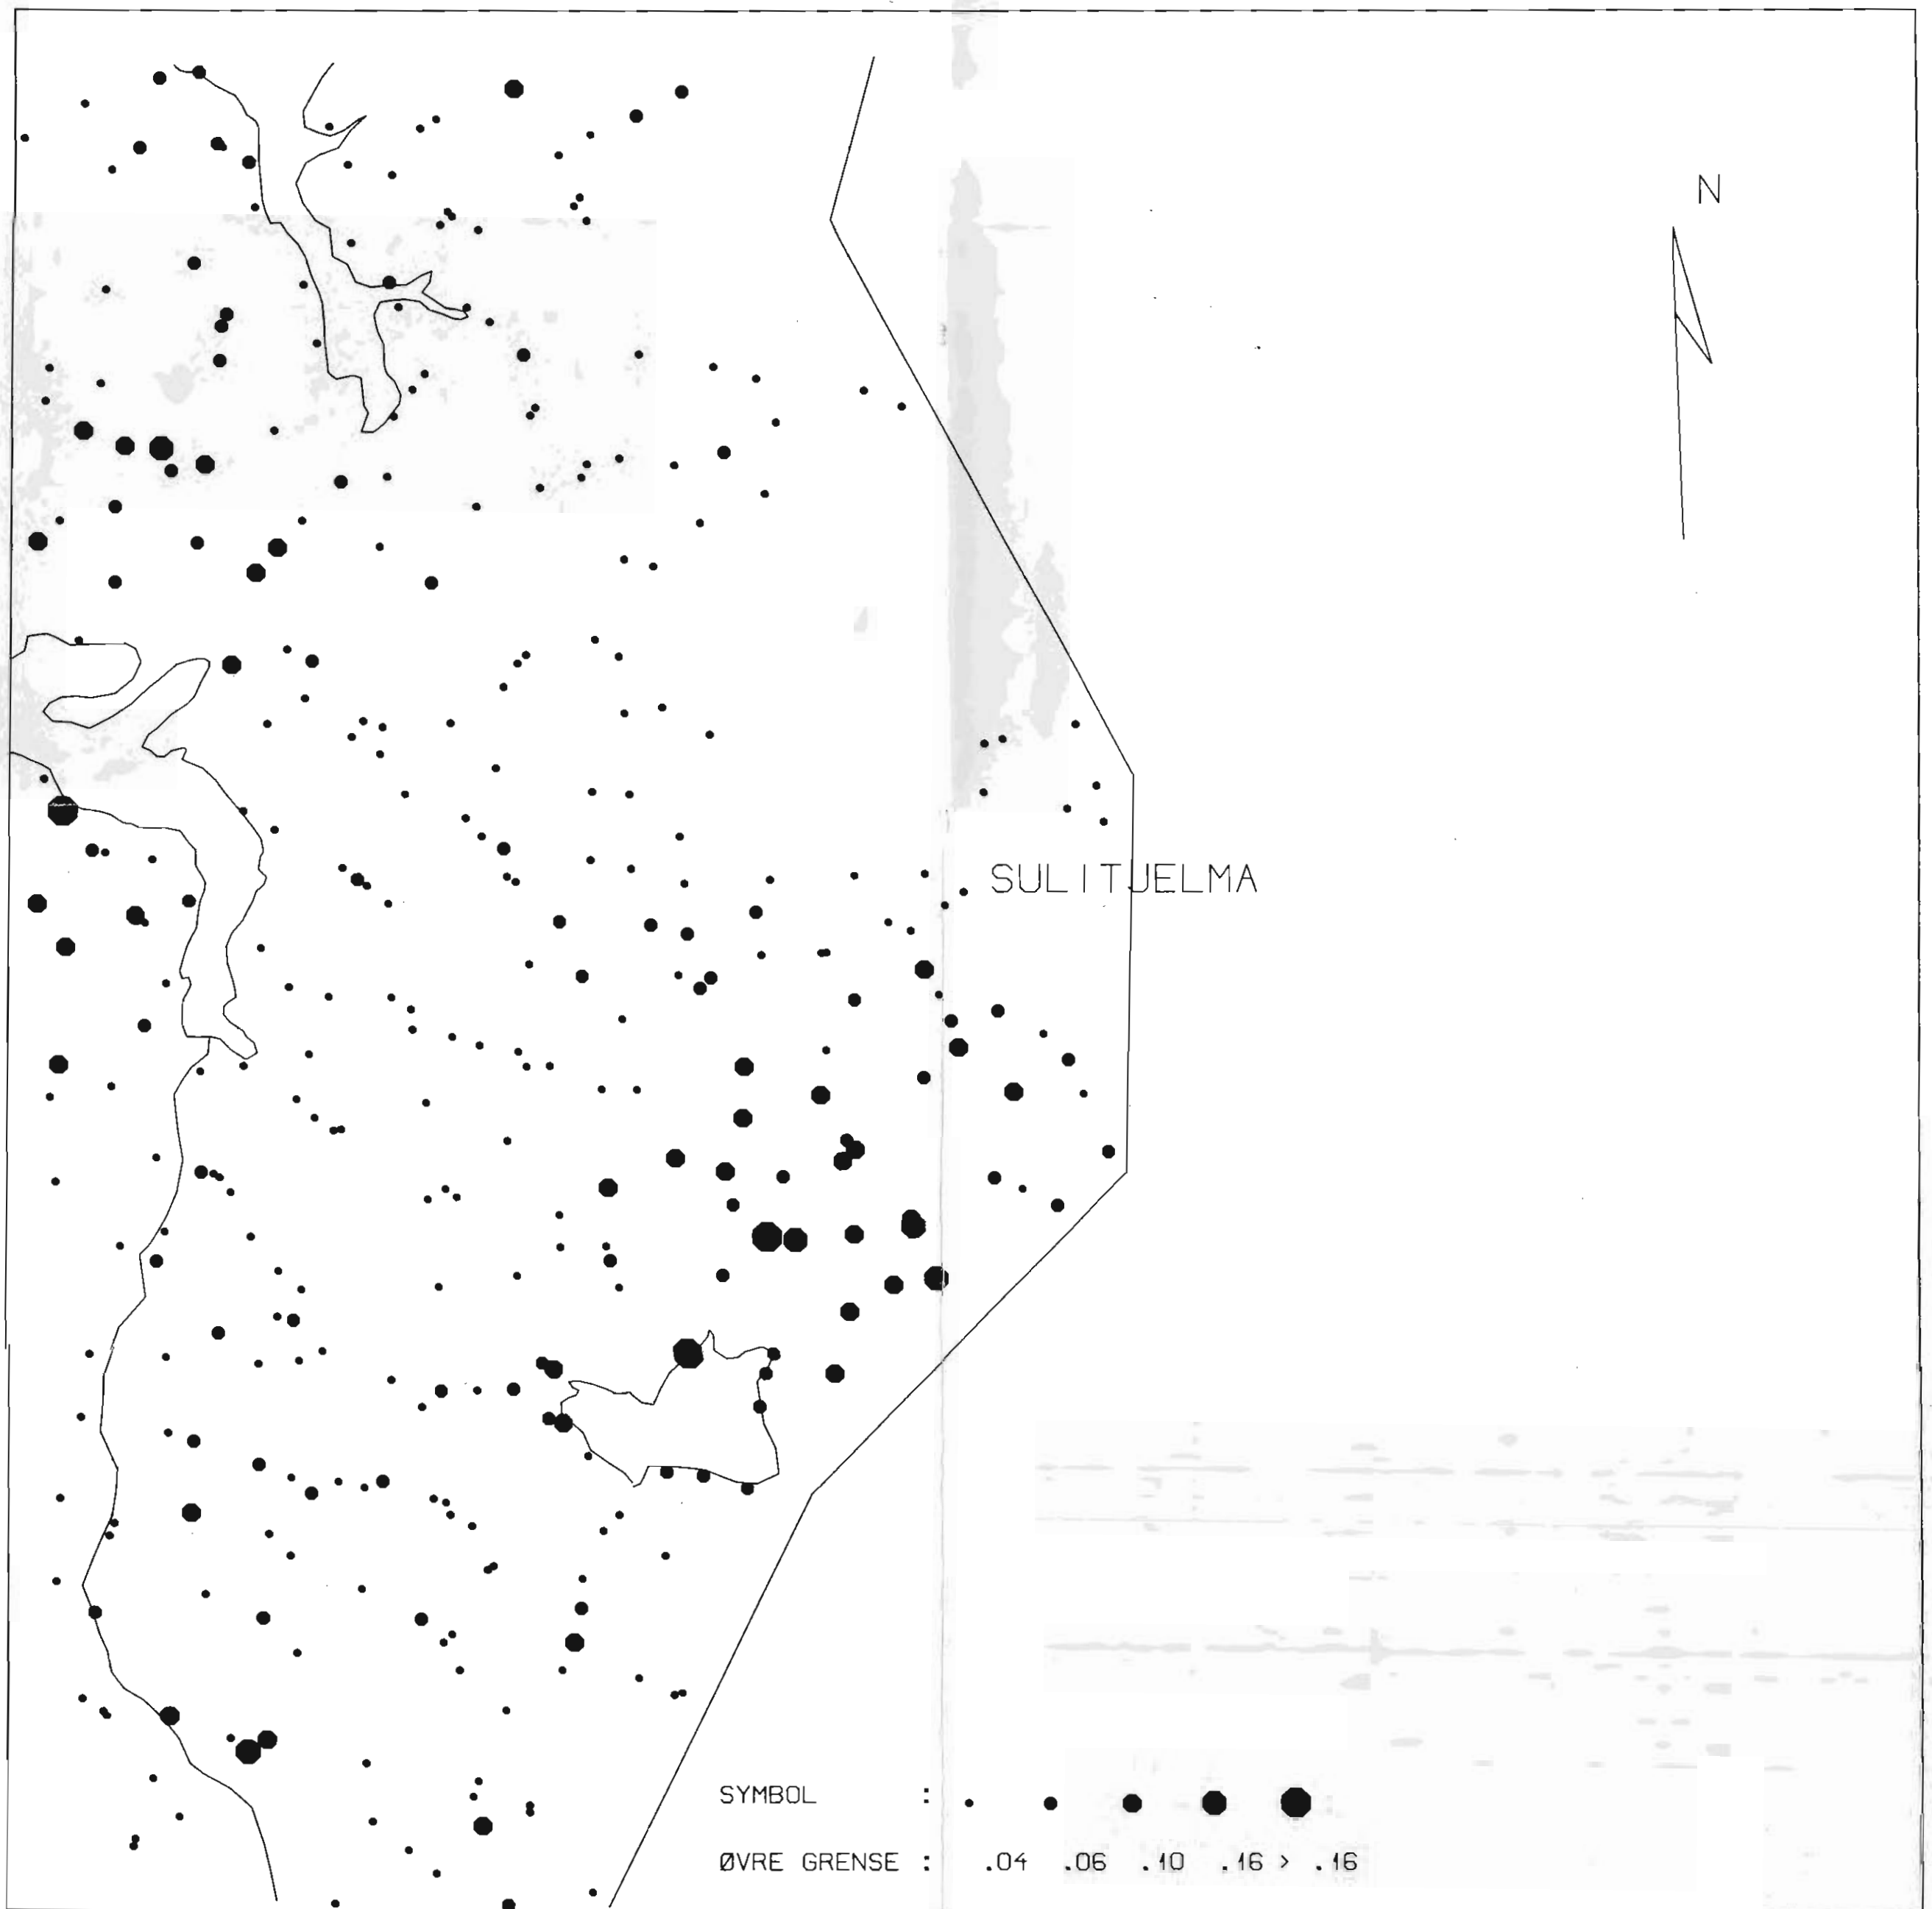 N
SULITJELMA
SYMBOL :
ØVRE GRENSE : .04 .06 .10 .16 > .16